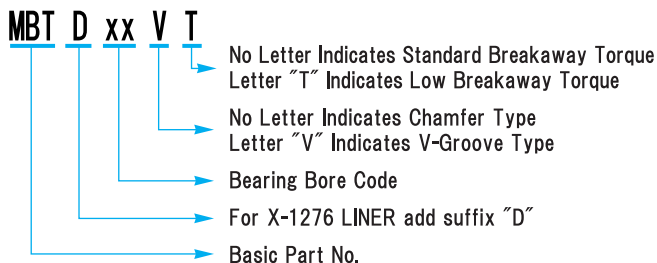 MBT D xx V T
No Letter Indicates Standard Breakaway Torque
Letter ˝T˝ Indicates Low Breakaway Torque
No Letter Indicates Chamfer Type
Letter ˝V˝ Indicates V-Groove Type
Bearing Bore Code
For X-1276 LINER add suffix ˝D˝
Basic Part No.